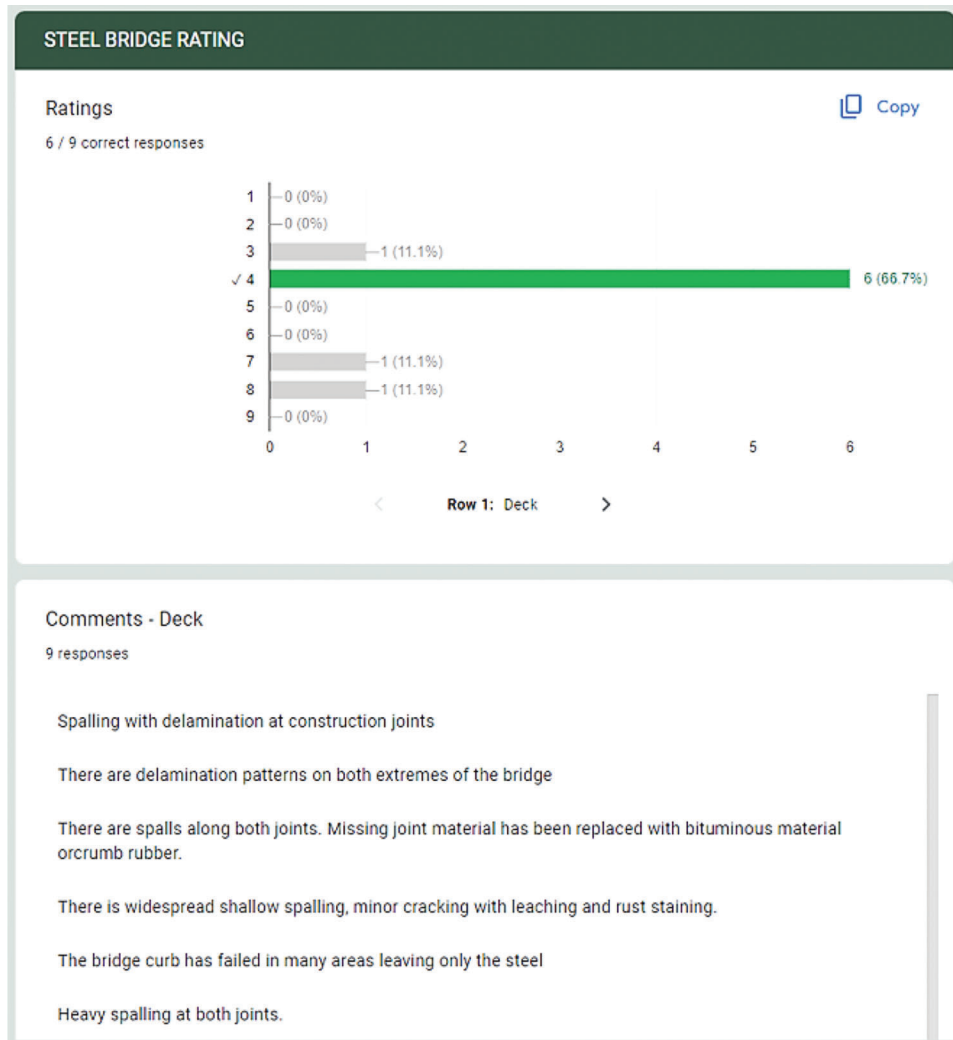 STEEL BRIDGE RATING
Ratings
Copy
6 / 9 correct responses
1 0 (0%)
2 0 (0%)
3 1 (11.1%)
✓ 4 6 (66.7%)
5 0 (0%)
6 0 (0%)
7 1 (11.1%)
8 1 (11.1%)
9 0 (0%)
0 1 2 3 4 5 6
< Row 1: Deck >
Comments - Deck
9 responses
Spalling with delamination at construction joints
There are delamination patterns on both extremes of the bridge
There are spalls along both joints. Missing joint material has been replaced with bituminous material
orcrumb rubber.
There is widespread shallow spalling, minor cracking with leaching and rust staining.
The bridge curb has failed in many areas leaving only the steel
Heavy spalling at both joints.